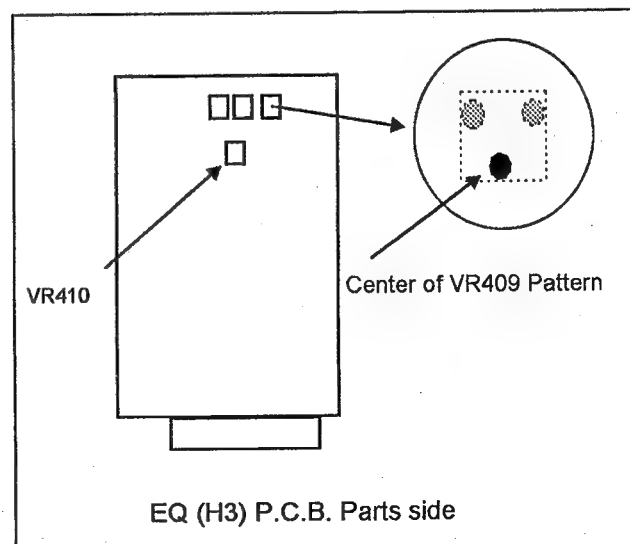 VR410
Center of VR409 Pattern
EQ (H3) P.C.B. Parts side